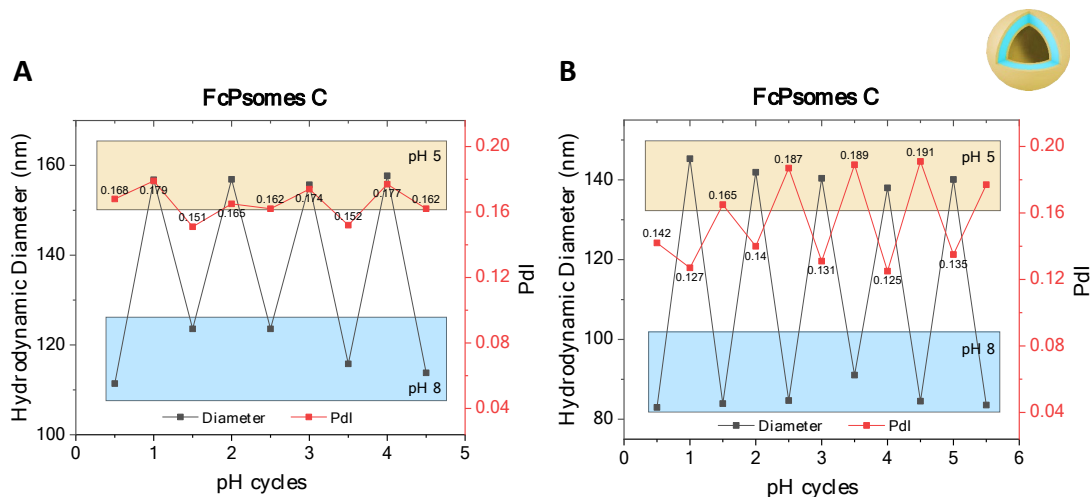 A
FcPsomes C
Hydrodynamic Diameter (nm)
160
140
120
100
pH 5
0.168
0.179
0.151
0.165
0.162
0.174
0.152
0.177
0.162
pH 8
Diameter
PdI
0.20
0.16
0.12
0.08
0.04
PdI
0
1
2
3
4
5
pH cycles
B
FcPsomes C
Hydrodynamic Diameter (nm)
140
120
100
80
pH 5
0.142
0.127
0.165
0.14
0.187
0.131
0.189
0.125
0.191
0.135
pH 8
Diameter
PdI
0.20
0.16
0.12
0.08
0.04
PdI
0
1
2
3
4
5
6
pH cycles